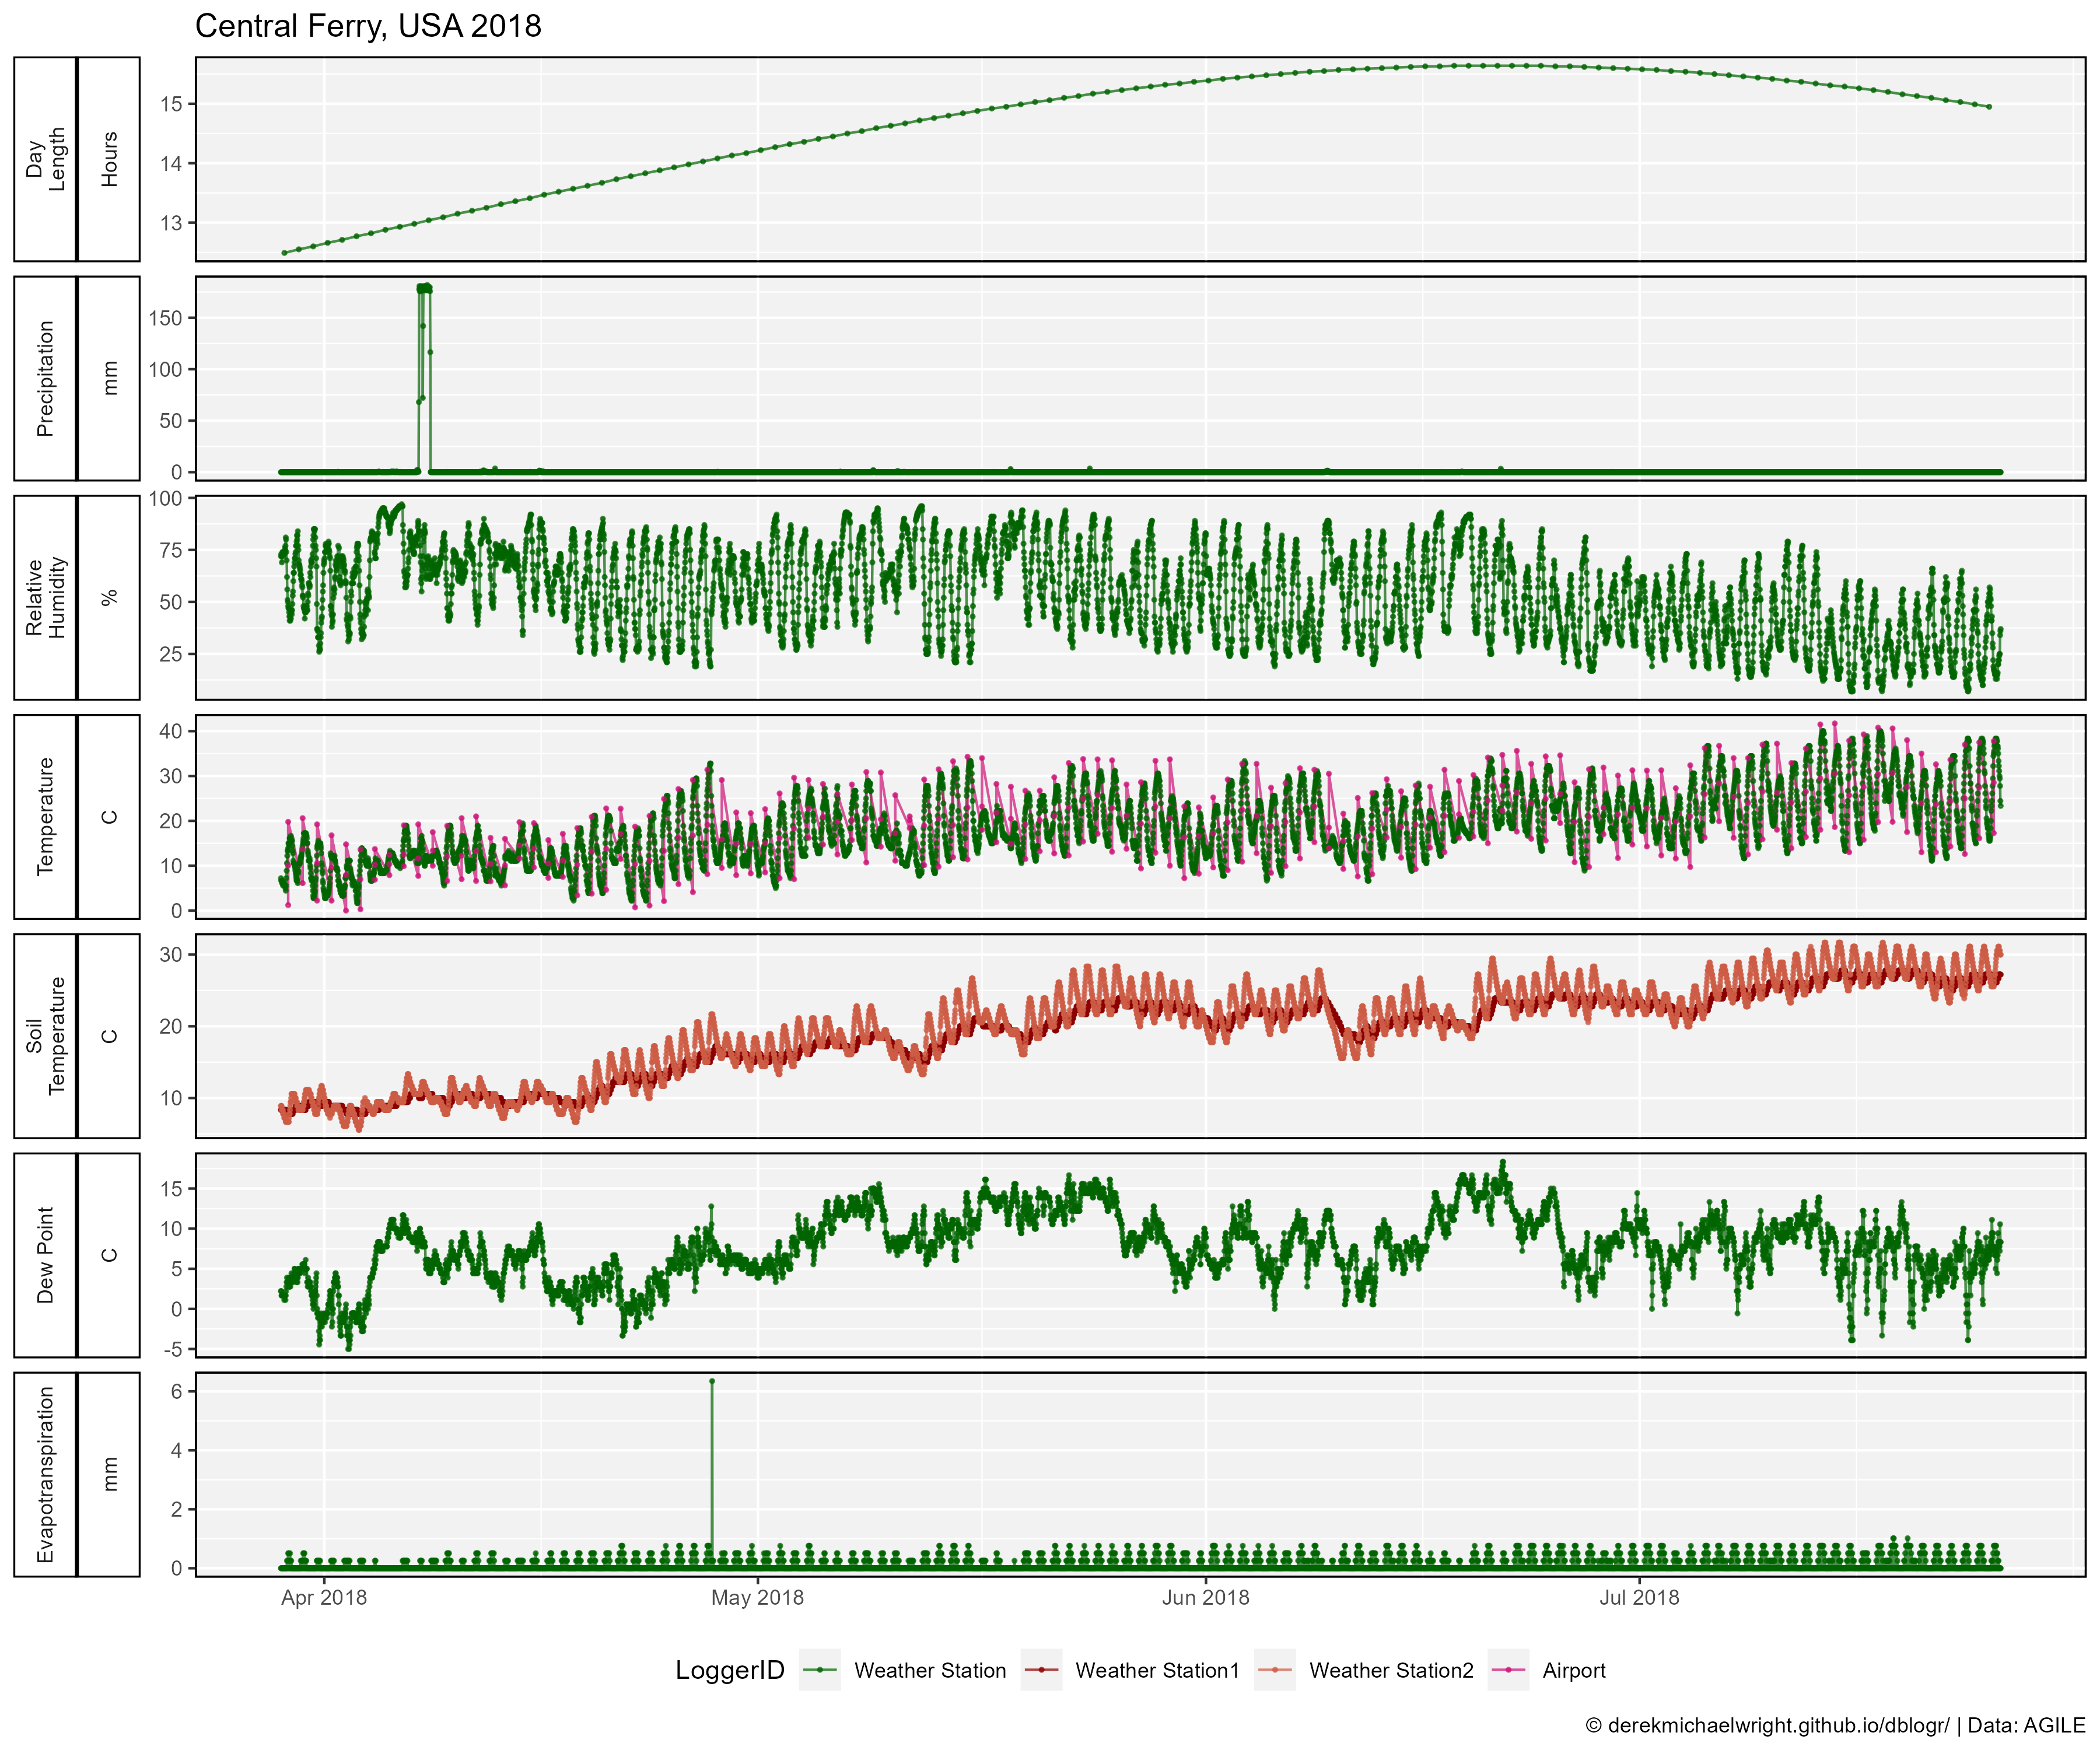 Central Ferry, USA 2018
Day
Length
Hours
15
14
13
Precipitation
mm
150
100
50
0
Relative
Humidity
%
100
75
50
25
Temperature
C
40
30
20
10
0
Soil
Temperature
C
30
20
10
Dew Point
C
15
10
5
0
-5
Evapotranspiration
mm
6
4
2
0
Apr 2018 May 2018 Jun 2018 Jul 2018
LoggerID Weather Station Weather Station1 Weather Station2 Airport
© derekmichaelwright.github.io/dblogr/ | Data: AGILE